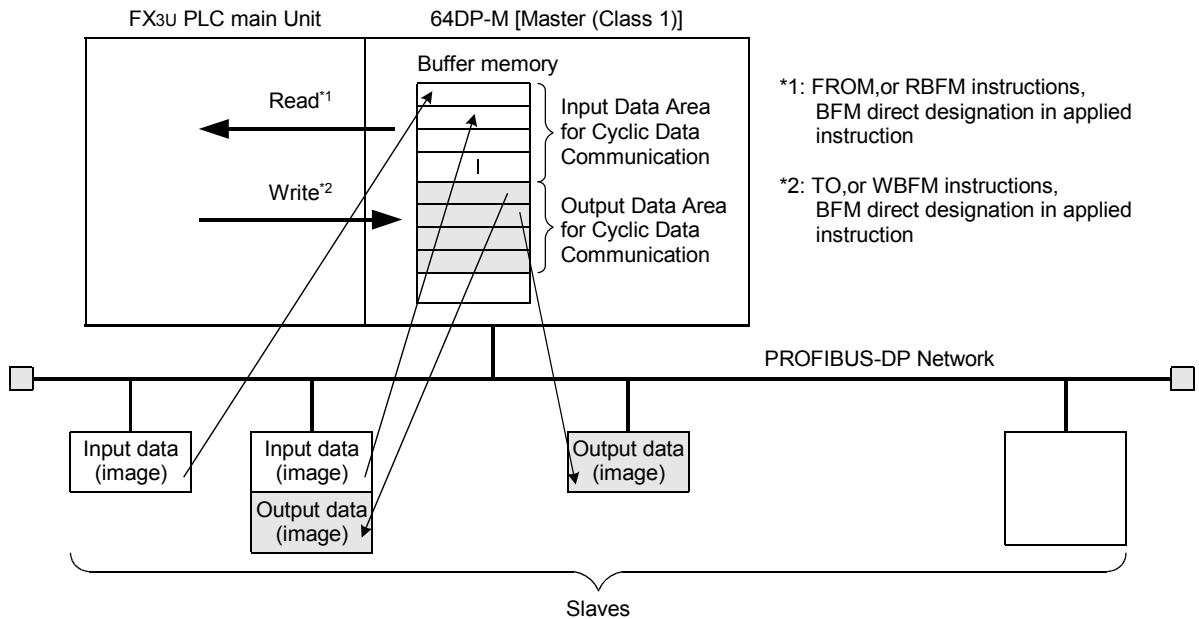 FX3U PLC main Unit
64DP-M [Master (Class 1)]
Buffer memory
Read*1
Write*2
Input Data Area
for Cyclic Data
Communication
Output Data Area
for Cyclic Data
Communication
*1: FROM,or RBFM instructions,
BFM direct designation in applied
instruction
*2: TO,or WBFM instructions,
BFM direct designation in applied
instruction
PROFIBUS-DP Network
Input data
(image)
Input data
(image)
Output data
(image)
Output data
(image)
Slaves